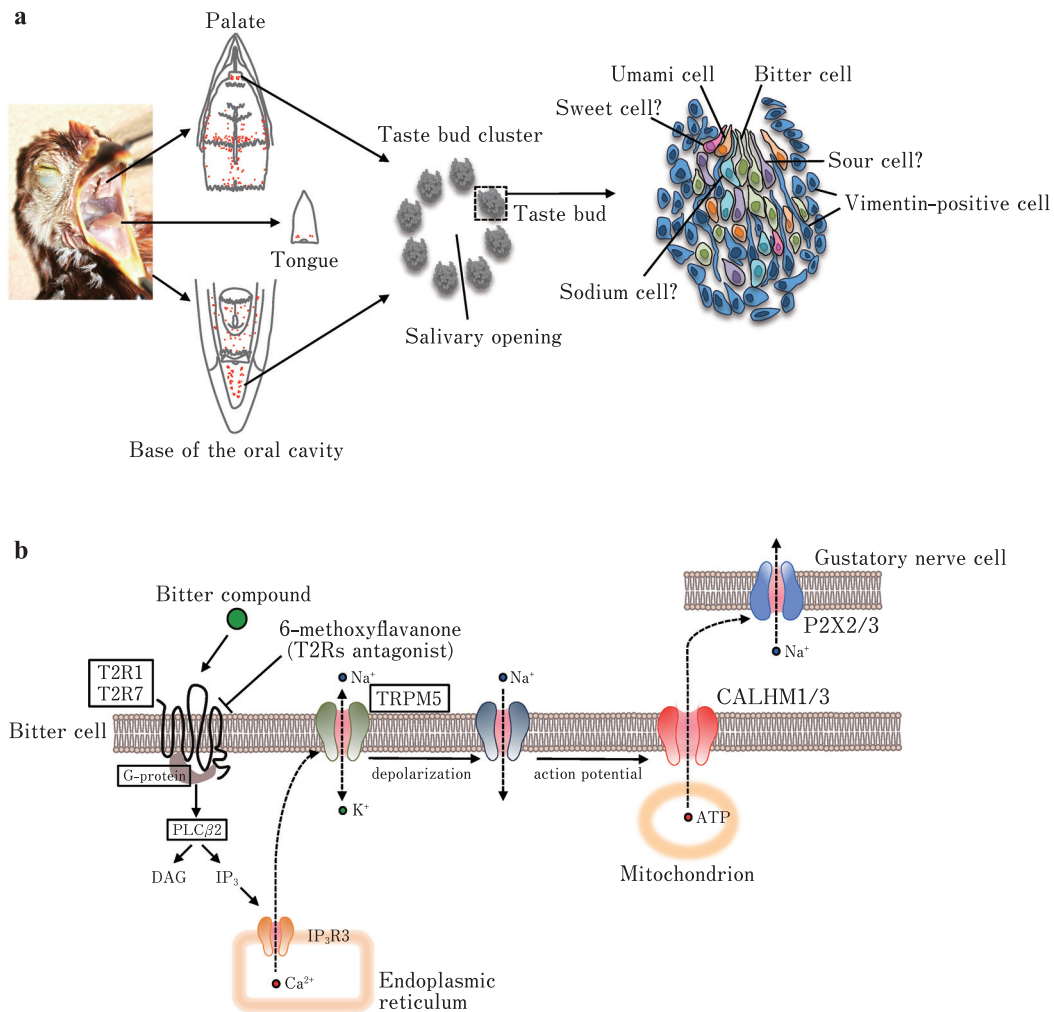 a
Palate
Umami cell
Bitter cell
Sweet cell?
Taste bud cluster
Sour cell?
Taste bud
Vimentin-positive cell
Tongue
Sodium cell?
Salivary opening
Base of the oral cavity
b
Gustatory nerve cell
Bitter compound
6-methoxyflavanone
(T2Rs antagonist)
P2X2/3
Na⁺
T2R1
T2R7
Na⁺
Na⁺
TRPM5
CALHM1/3
Bitter cell
G-protein
depolarization
action potential
K⁺
ATP
PLCβ2
Mitochondrion
DAG
IP₃
IP₃R3
Ca²⁺
Endoplasmic
reticulum